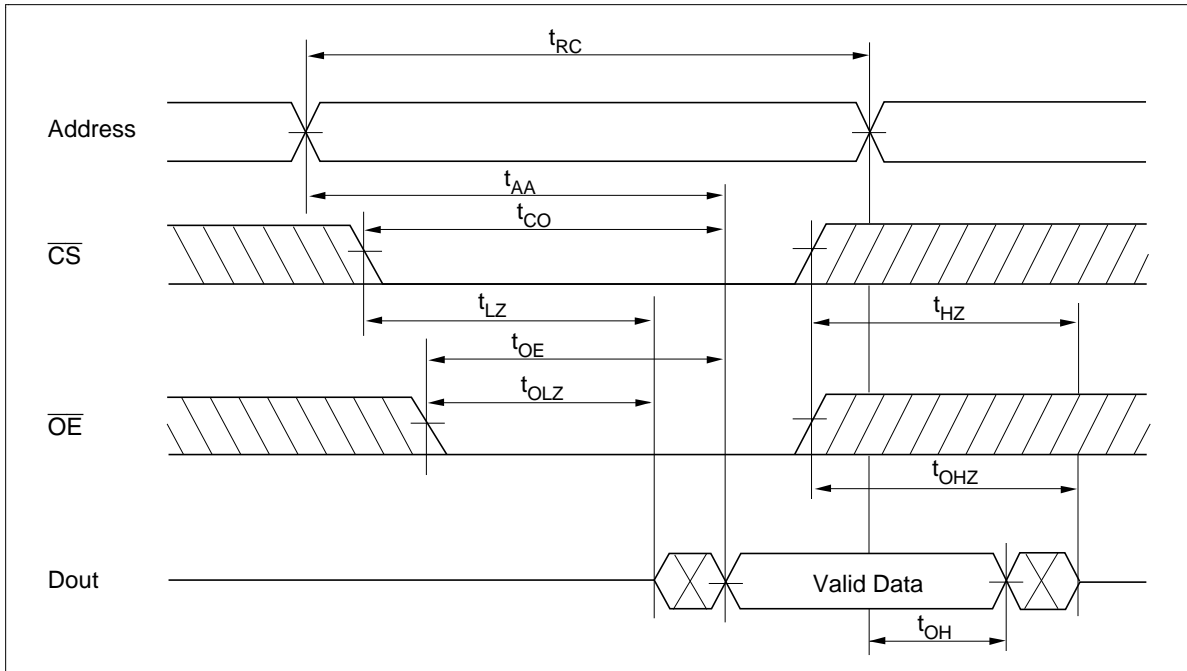 tRC
Address
tAA
tCO
CS
tLZ
tHZ
tOE
tOLZ
OE
tOHZ
Dout
Valid Data
tOH